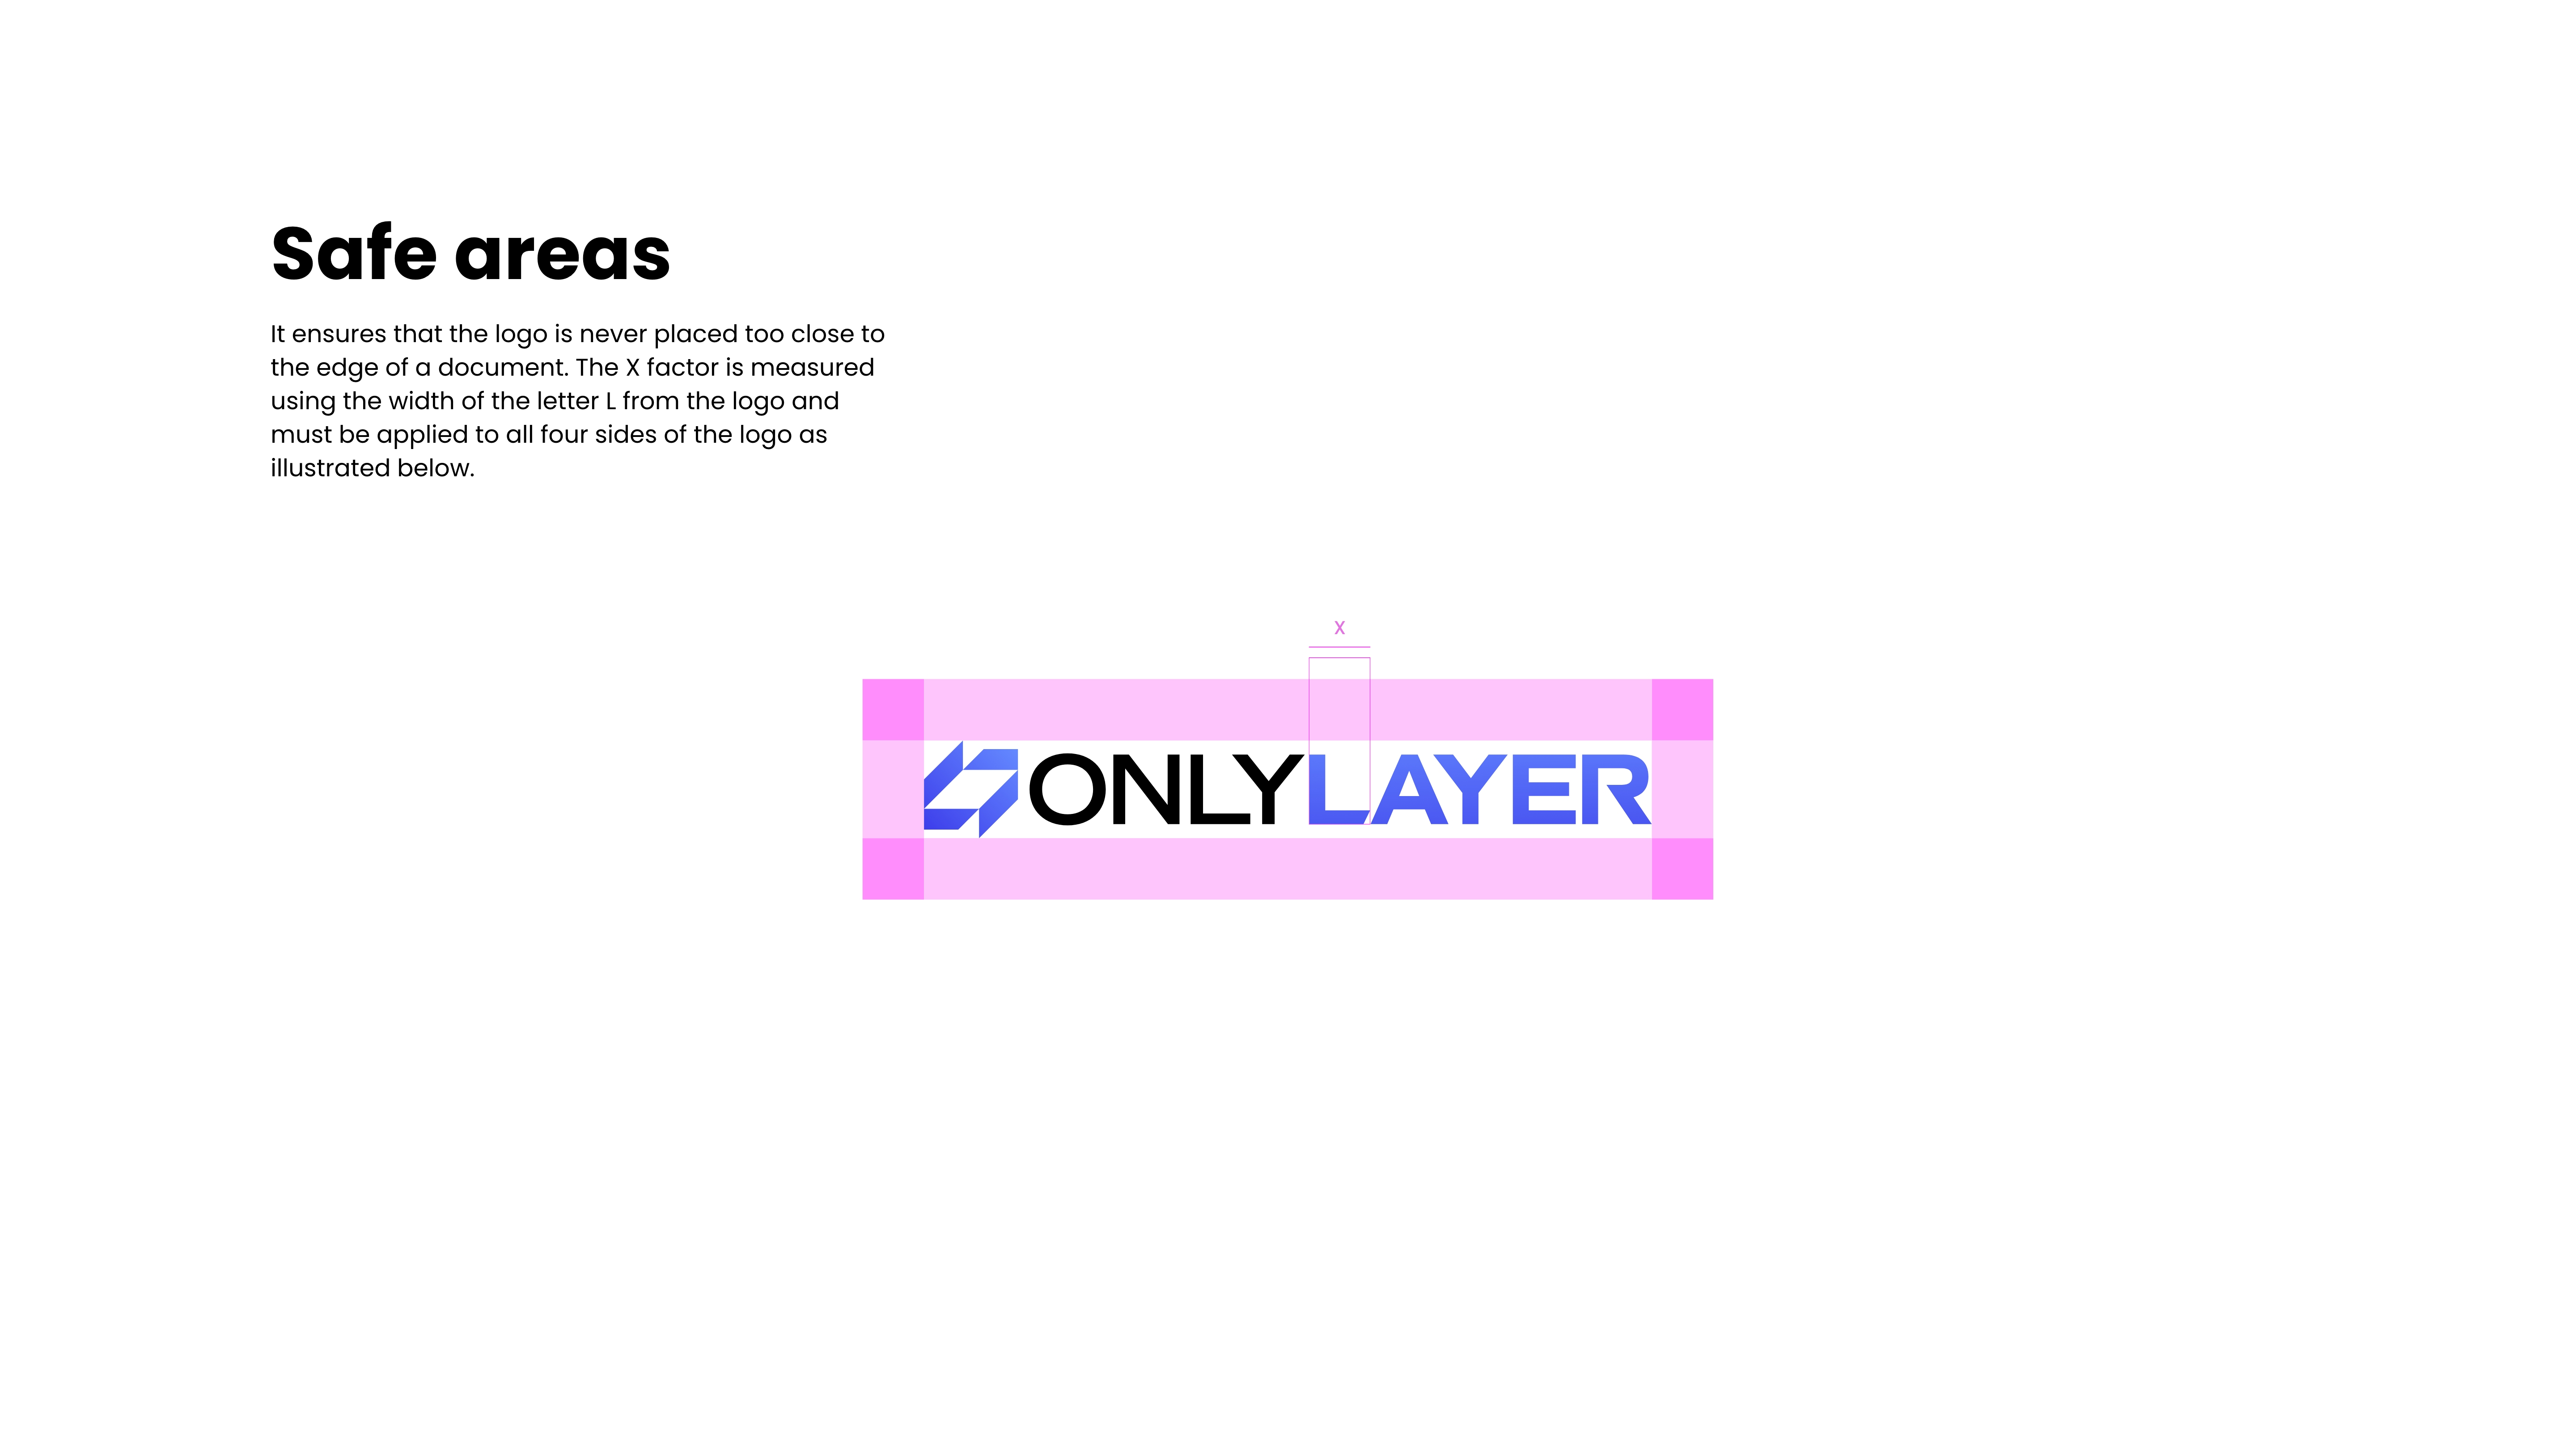 Safe areas
It ensures that the logo is never placed too close to
the edge of a document. The X factor is measured
using the width of the letter L from the logo and
must be applied to all four sides of the logo as
illustrated below.
X
ONLYLAYER